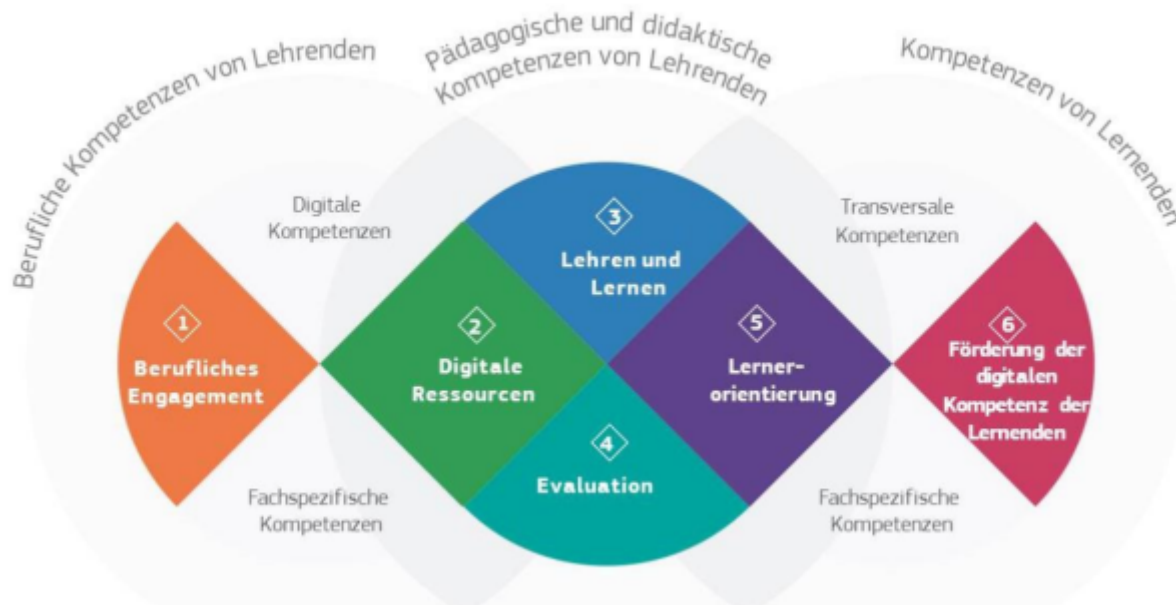 Berufliche Kompetenzen von Lehrenden
Pädagogische und didaktische
Kompetenzen von Lehrenden
Kompetenzen von Lernenden
Digitale
Kompetenzen
Transversale
Kompetenzen
1
Berufliches
Engagement
2
Digitale
Ressourcen
3
Lehren und
Lernen
4
Evaluation
5
Lerner-
orientierung
6
Förderung der
digitalen
Kompetenz der
Lernenden
Fachspezifische
Kompetenzen
Fachspezifische
Kompetenzen